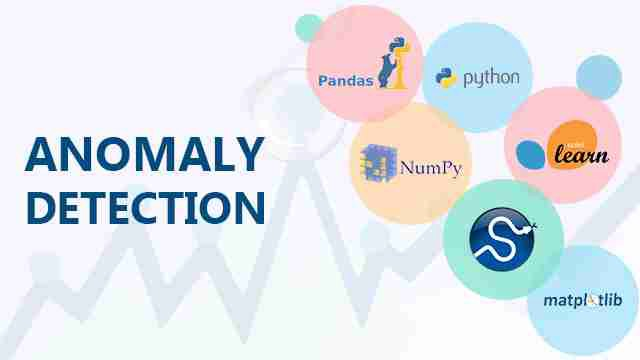 ANOMALY
DETECTION
Pandas
python
learn
NumPy
matplotlib